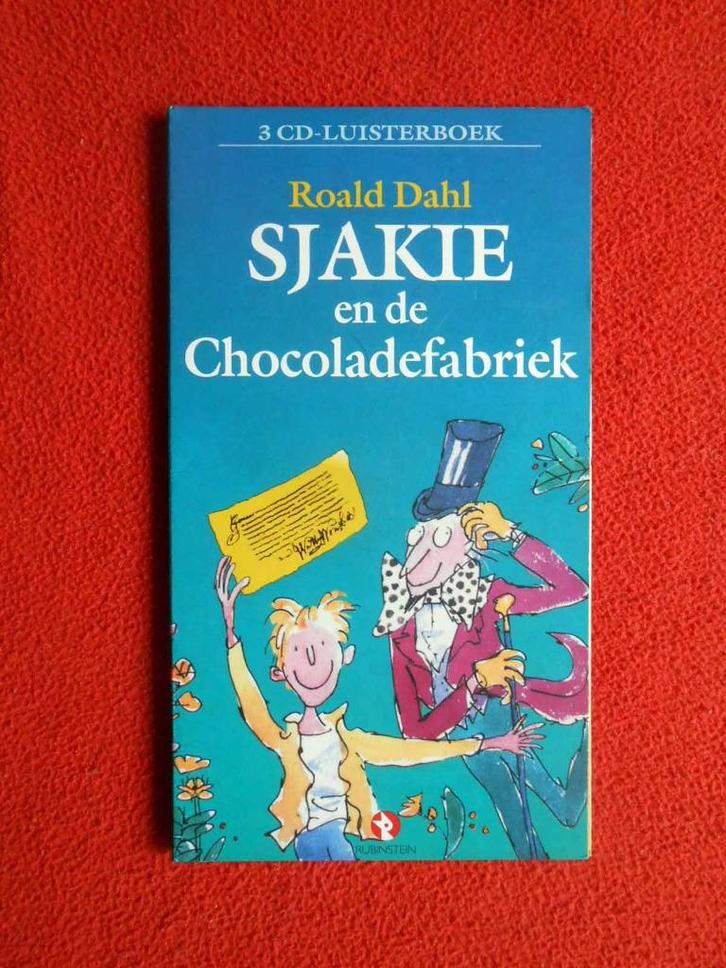 3 CD-LUISTERBOEK
Roald Dahl
SJAKIE
en de
Chocoladefabriek
RUBINSTEIN